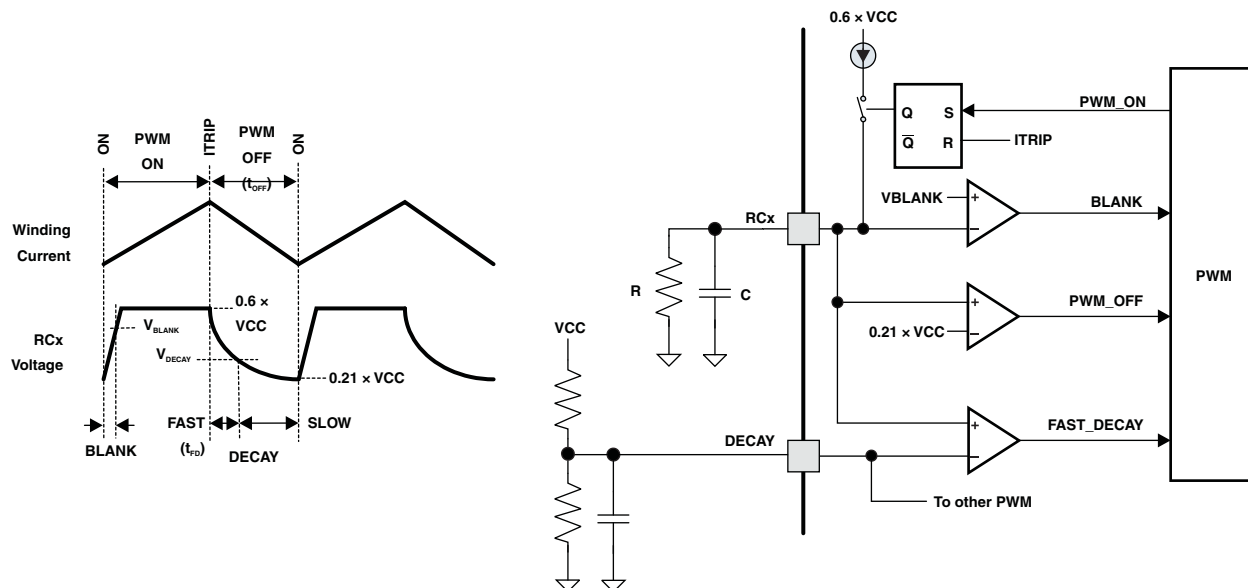 ON
PWM
ON
ITRIP
PWM
OFF
(tOFF)
ON
Winding
Current
RCx
Voltage
VBLANK
0.6 ×
VCC
VDECAY
0.21 × VCC
BLANK
FAST
(tFD)
DECAY
SLOW
0.6 × VCC
Q
S
Q
R
PWM_ON
ITRIP
VBLANK
+
–
BLANK
RCx
R
C
+
–
0.21 × VCC
PWM_OFF
PWM
VCC
DECAY
+
–
FAST_DECAY
To other PWM